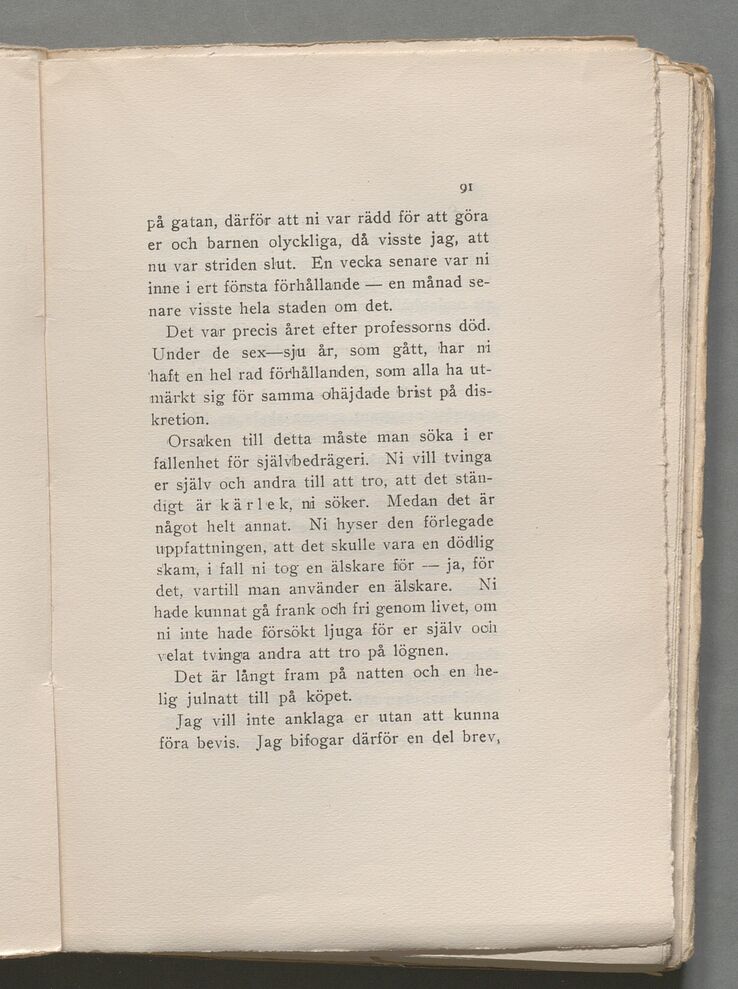 91
på gatan, därför att ni var rädd för att göra
er och barnen olyckliga, då visste jag, att
nu var striden slut. En vecka senare var ni
inne i ert första förhållande — en månad se-
nare visste hela staden om det.
Det var precis året efter professorns död.
Under de sex—sju år, som gått, har ni
haft en hel rad förhållanden, som alla ha ut-
märkt sig för samma ohäjdade brist på dis-
kretion.
Orsaken till detta måste man söka i er
fallenhet för självbedrägeri. Ni vill tvinga
er själv och andra till att tro, att det stän-
digt är kärlek, ni söker. Medan det är
något helt annat. Ni hyser den förlegade
uppfattningen, att det skulle vara en dödlig
skam, i fall ni tog en älskare för — ja, för
det, vartill man använder en älskare. Ni
hade kunnat gå frank och fri genom livet, om
ni inte hade försökt ljuga för er själv och
velat tvinga andra att tro på lögnen.
Det är långt fram på natten och en he-
lig julnatt till på köpet.
Jag vill inte anklaga er utan att kunna
föra bevis. Jag bifogar därför en del brev,